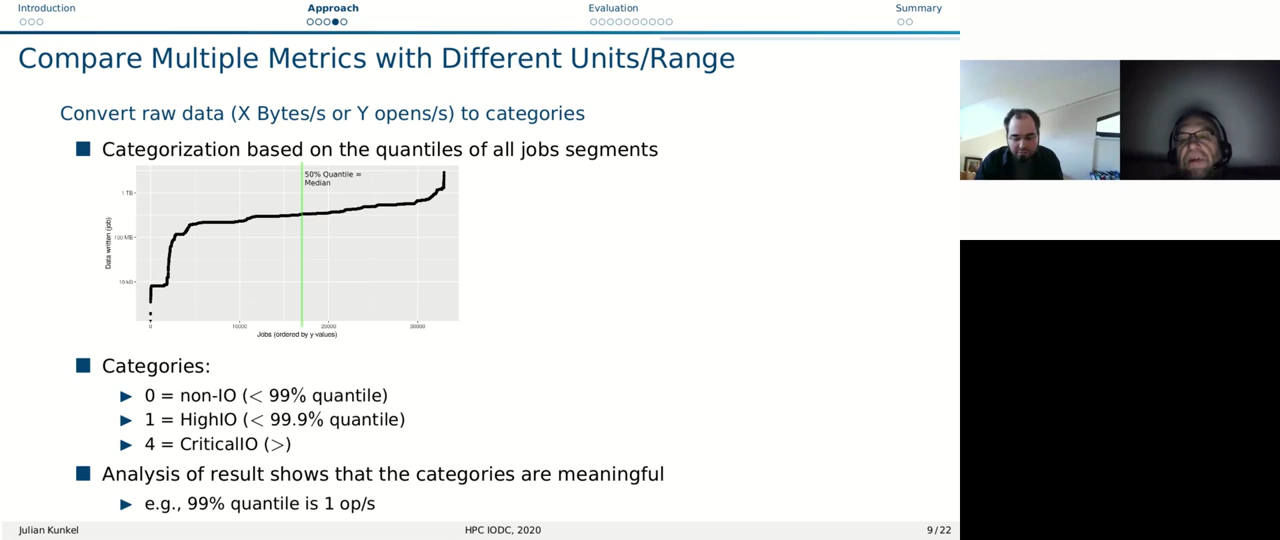 Introduction Approach Evaluation Summary
Compare Multiple Metrics with Different Units/Range
Convert raw data (X Bytes/s or Y opens/s) to categories
Categorization based on the quantiles of all jobs segments
50% Quantile =
Median
1 TB
100 MB
10 kB
Data written (job)
0 10000 20000 30000
Jobs (ordered by y-values)
Categories:
0 = non-IO (< 99% quantile)
1 = HighIO (< 99.9% quantile)
4 = CriticalIO (>)
Analysis of result shows that the categories are meaningful
e.g., 99% quantile is 1 op/s
Julian Kunkel HPC IODC, 2020 9 / 22